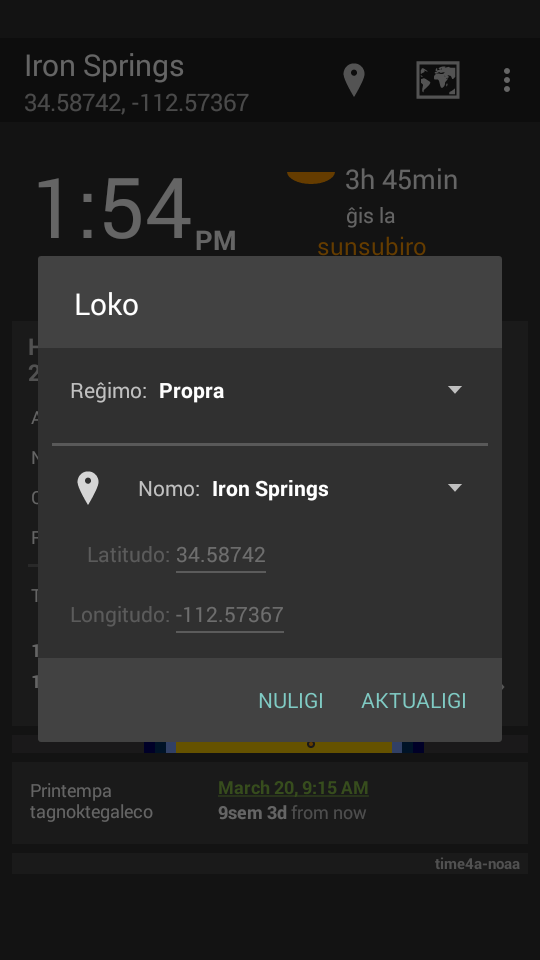 Iron Springs
34.58742, -112.57367
1:54 PM
3h 45min
ĝis la
sunsubiro
Loko
Reĝimo: Propra
Nomo: Iron Springs
Latitudo: 34.58742
Longitudo: -112.57367
NULIGI AKTUALIGI
Printempa
tagnoktegaleco
March 20, 9:15 AM
9sem 3d from now
time4a-noaa